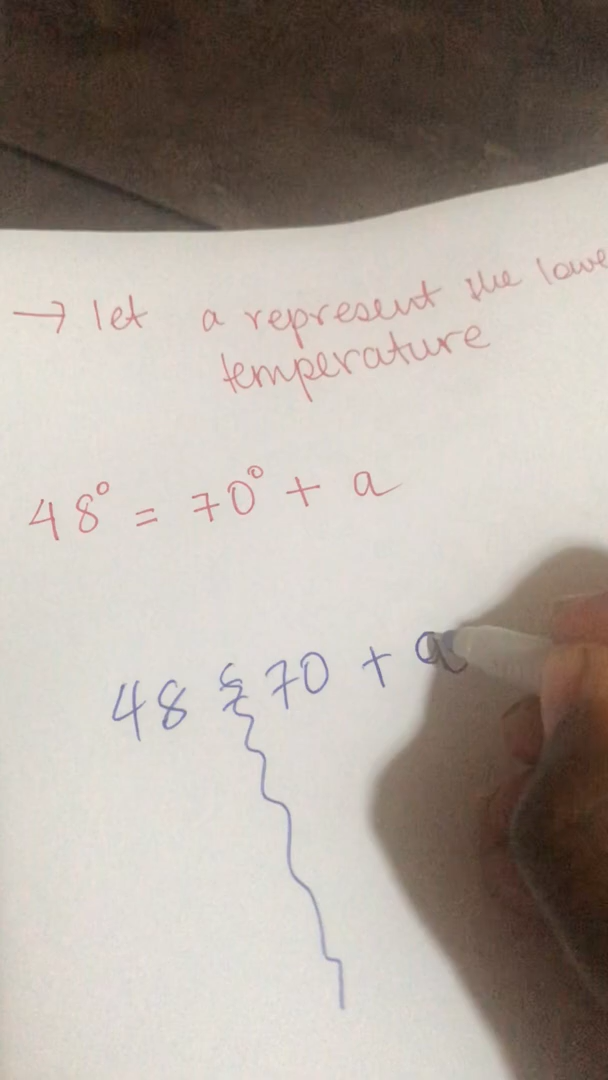 → let a represent the lowe
temperature
48° = 70° + a
48 = 70 + a